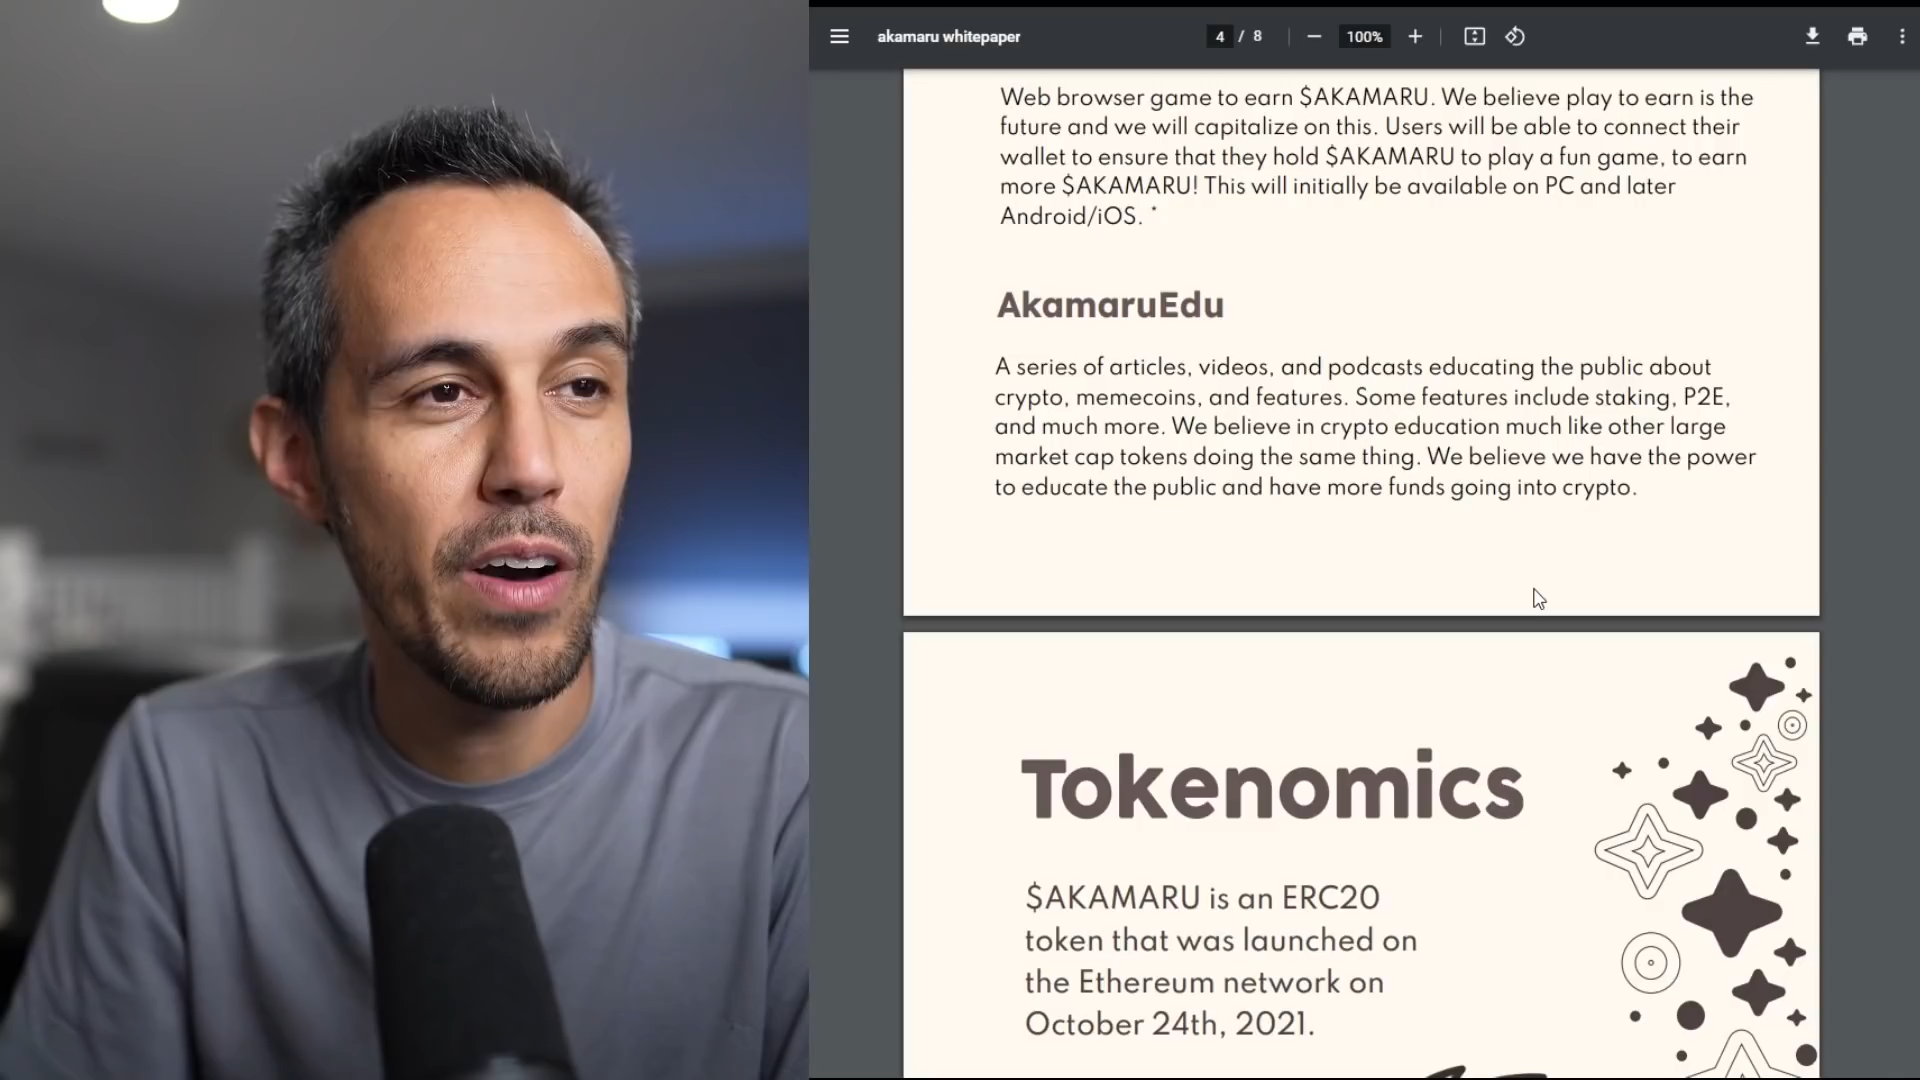 akamaru whitepaper
4 / 8
100%
Web browser game to earn $AKAMARU. We believe play to earn is the
future and we will capitalize on this. Users will be able to connect their
wallet to ensure that they hold $AKAMARU to play a fun game, to earn
more $AKAMARU! This will initially be available on PC and later
Android/iOS. *
AkamaruEdu
A series of articles, videos, and podcasts educating the public about
crypto, memecoins, and features. Some features include staking, P2E,
and much more. We believe in crypto education much like other large
market cap tokens doing the same thing. We believe we have the power
to educate the public and have more funds going into crypto.
Tokenomics
$AKAMARU is an ERC20
token that was launched on
the Ethereum network on
October 24th, 2021.